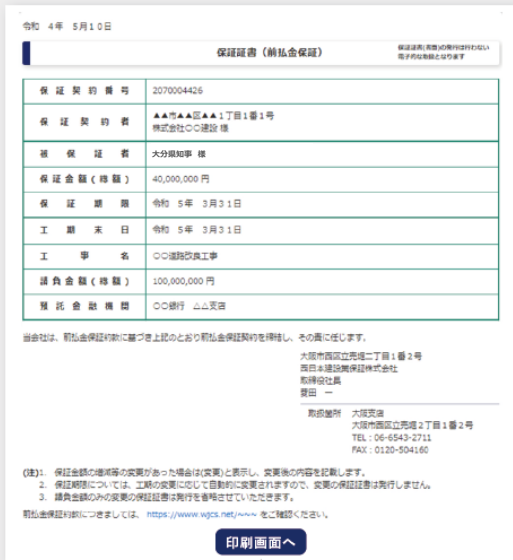 令和 4年 5月10日
保証証書（前払金保証）
保証証書(書面)の発行は行わない
電子的な取扱となります
保証契約番号 2070004426
保証契約者 ▲▲市▲▲区▲▲１丁目１番１号
株式会社〇〇建設 様
被保証者 大分県知事 様
保証金額(総額) 40,000,000 円
保証期限 令和 5年 3月31日
工期末日 令和 5年 3月31日
工事名 〇〇道路改良工事
請負金額(総額) 100,000,000 円
預託金融機関 〇〇銀行 △△支店
当会社は、前払金保証約款に基づき上記のとおり前払金保証契約を締結し、その責に任じます。
大阪市西区立売堀二丁目１番２号
西日本建設業保証株式会社
取締役社長
菱田 一
取扱箇所 大阪支店
大阪市西区立売堀２丁目１番２号
TEL：06-6543-2711
FAX：0120-504160
(注)1. 保証金額の増減等の変更があった場合は(変更)と表示し、変更後の内容を記載します。
2. 保証期限については、工期の変更に応じて自動的に変更されますので、変更の保証証書は発行しません。
3. 請負金額のみの変更の保証証書は発行を省略させていただきます。
前払金保証約款につきましては、 https://www.wjcs.net/~~~ をご確認ください。
印刷画面へ